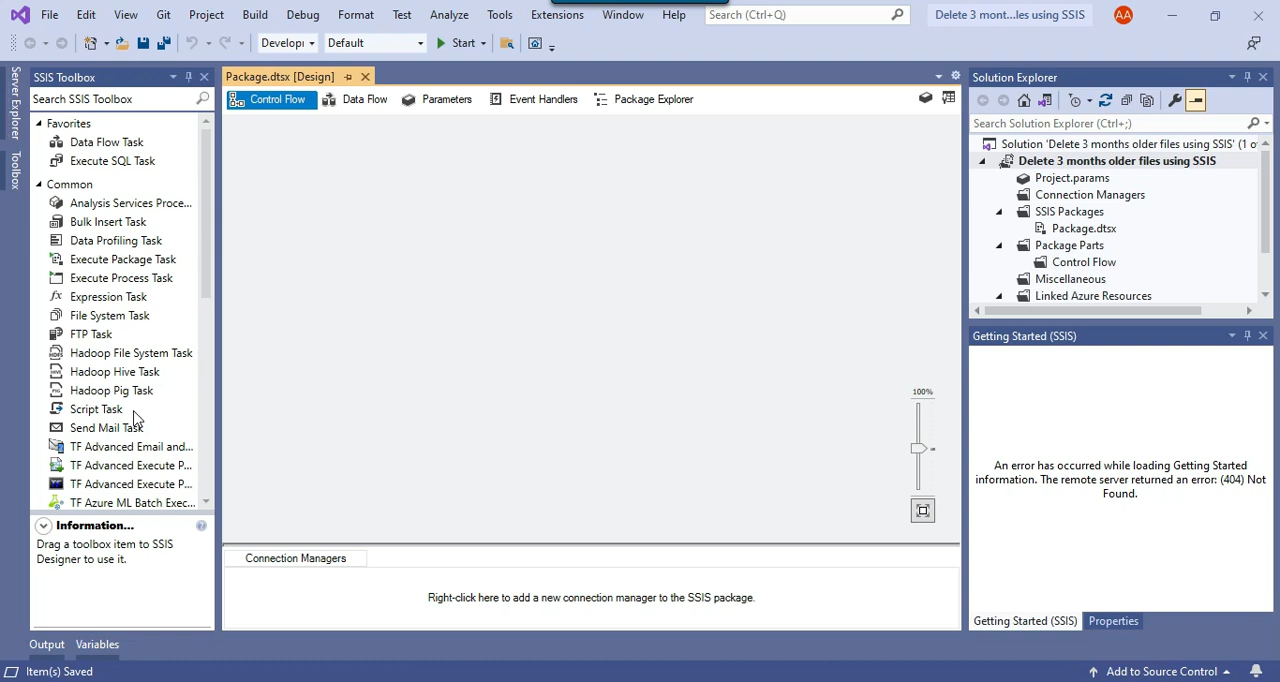 File Edit View Git Project Build Debug Format Test Analyze Tools Extensions Window Help Search (Ctrl+Q) Delete 3 mont...les using SSIS AA
Developi Default Start
Server Explorer
Toolbox
SSIS Toolbox
Search SSIS Toolbox
Favorites
Data Flow Task
Execute SQL Task
Common
Analysis Services Proce...
Bulk Insert Task
Data Profiling Task
Execute Package Task
Execute Process Task
Expression Task
File System Task
FTP Task
Hadoop File System Task
Hadoop Hive Task
Hadoop Pig Task
Script Task
Send Mail Task
TF Advanced Email and...
TF Advanced Execute P...
TF Advanced Execute P...
TF Azure ML Batch Exec...
Information...
Drag a toolbox item to SSIS
Designer to use it.
Package.dtsx [Design]
Control Flow Data Flow Parameters Event Handlers Package Explorer
100%
Connection Managers
Right-click here to add a new connection manager to the SSIS package.
Solution Explorer
Search Solution Explorer (Ctrl+;)
Solution 'Delete 3 months older files using SSIS' (1 o
Delete 3 months older files using SSIS
Project.params
Connection Managers
SSIS Packages
Package.dtsx
Package Parts
Control Flow
Miscellaneous
Linked Azure Resources
Getting Started (SSIS)
An error has occurred while loading Getting Started
information. The remote server returned an error: (404) Not
Found.
Getting Started (SSIS) Properties
Output Variables
Item(s) Saved Add to Source Control